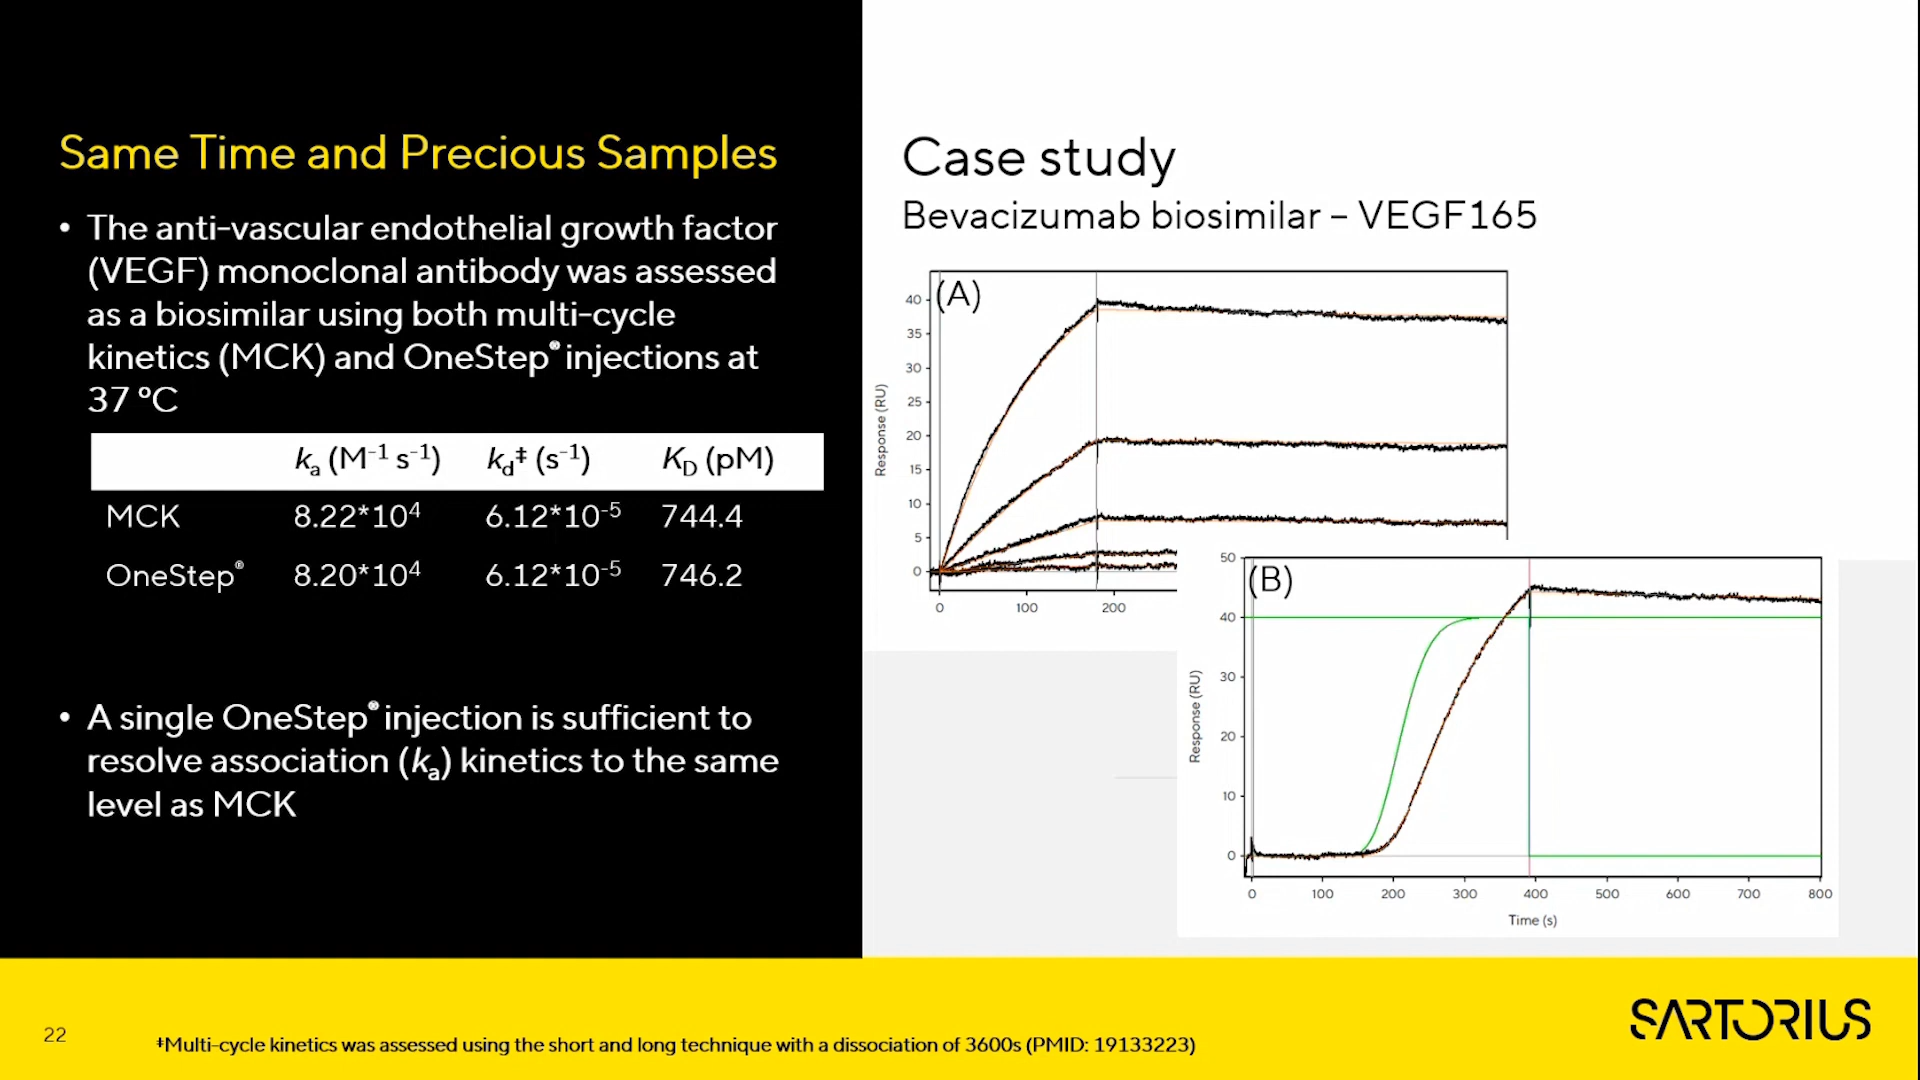 Same Time and Precious Samples
• The anti-vascular endothelial growth factor
(VEGF) monoclonal antibody was assessed
as a biosimilar using both multi-cycle
kinetics (MCK) and OneStep® injections at
37 °C
kₐ (M⁻¹ s⁻¹) k_d‡ (s⁻¹) K_D (pM)
MCK 8.22*10⁴ 6.12*10⁻⁵ 744.4
OneStep® 8.20*10⁴ 6.12*10⁻⁵ 746.2
• A single OneStep® injection is sufficient to
resolve association (kₐ) kinetics to the same
level as MCK
Case study
Bevacizumab biosimilar – VEGF165
(A)
Response (RU)
40
35
30
25
20
15
10
5
0
0 100 200
(B)
Response (RU)
50
40
30
20
10
0
0 100 200 300 400 500 600 700 800
Time (s)
22
‡Multi-cycle kinetics was assessed using the short and long technique with a dissociation of 3600s (PMID: 19133223)
SARTORIUS